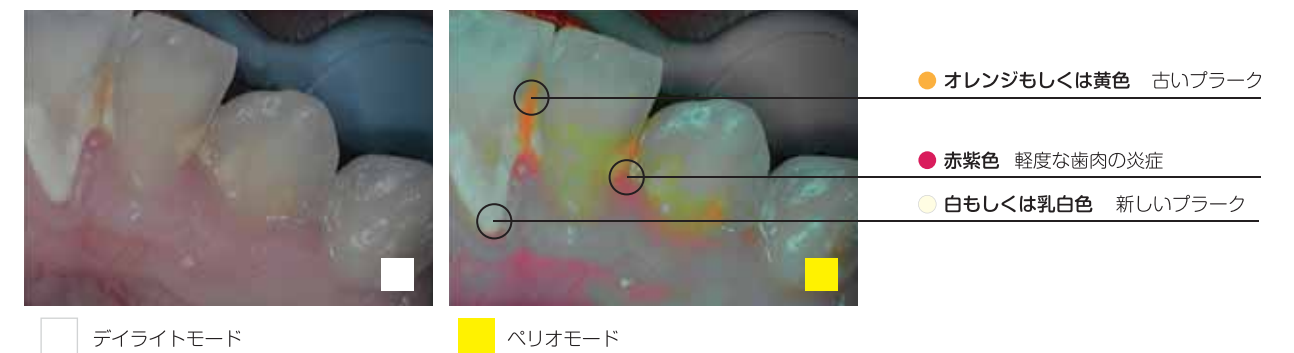 オレンジもしくは黄色 古いプラーク
赤紫色 軽度な歯肉の炎症
白もしくは乳白色 新しいプラーク
デイライトモード
ペリオモード